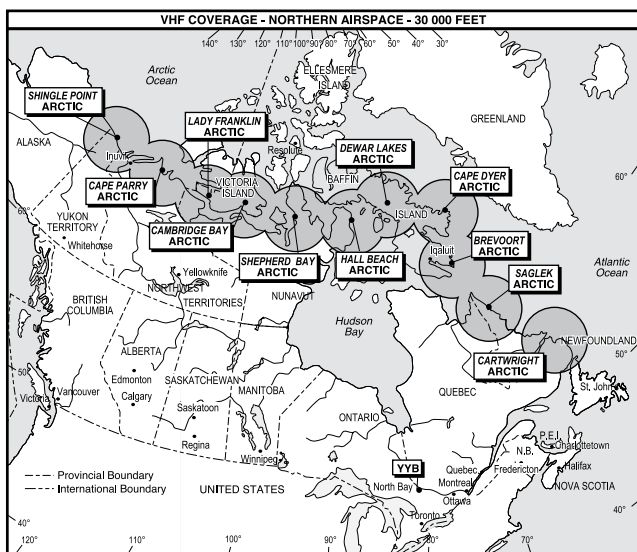 VHF COVERAGE - NORTHERN AIRSPACE - 30 000 FEET
140° 130° 120° 110° 100° 90° 80° 70° 60° 50° 40° 30°
Arctic
Ocean
ELLESMERE
ISLAND
GREENLAND
SHINGLE POINT
ARCTIC
LADY FRANKLIN
ARCTIC
DEWAR LAKES
ARCTIC
CAPE DYER
ARCTIC
ALASKA
Inuvik
Resolute
CAPE PARRY
ARCTIC
VICTORIA
ISLAND
BAFFIN
ISLAND
60°
60°
YUKON
TERRITORY
Whitehorse
CAMBRIDGE BAY
ARCTIC
SHEPHERD BAY
ARCTIC
HALL BEACH
ARCTIC
Iqaluit
BREVOORT
ARCTIC
SAGLEK
ARCTIC
Atlantic
Ocean
Yellowknife
NORTHWEST
TERRITORIES
NUNAVUT
BRITISH
COLUMBIA
Hudson
Bay
CARTWRIGHT
ARCTIC
NEWFOUNDLAND
50°
ALBERTA
Edmonton
Calgary
SASKATCHEWAN
MANITOBA
QUEBEC
50°
Vancouver
Victoria
Saskatoon
Regina
Winnipeg
ONTARIO
St. John's
P.E.I.
Charlottetown
N.B.
Fredericton
Halifax
NOVA SCOTIA
YYB
North Bay
Quebec
Montreal
Ottawa
Toronto
Provincial Boundary
International Boundary
UNITED STATES
40°
40°
120° 110° 100° 90° 80° 70°